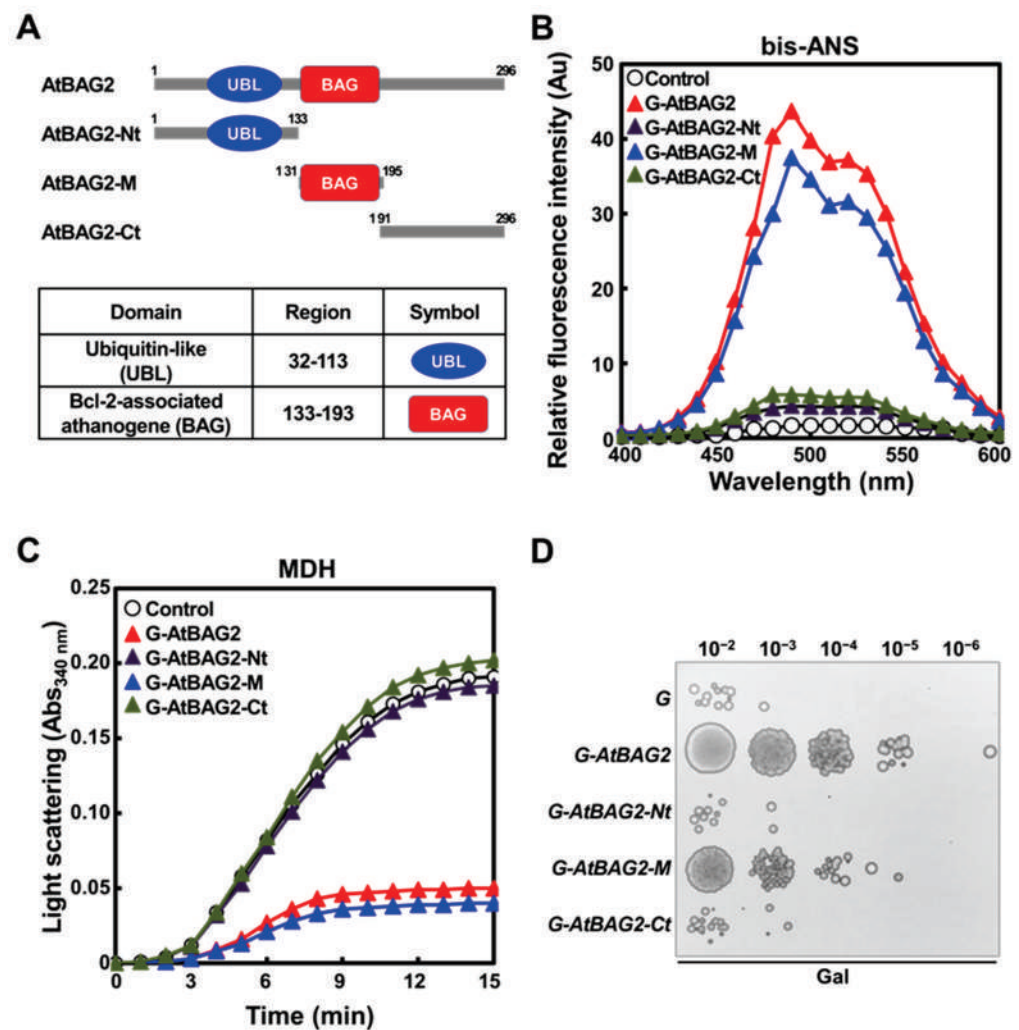 A
AtBAG2
1
UBL
BAG
296
AtBAG2-Nt
1
UBL
133
AtBAG2-M
131
BAG
195
AtBAG2-Ct
191
296
Domain Region Symbol
Ubiquitin-like
(UBL)
32-113
UBL
Bcl-2-associated
athanogene (BAG)
133-193
BAG
B
bis-ANS
Relative fluorescence intensity (Au)
50
40
30
20
10
0
Control
G-AtBAG2
G-AtBAG2-Nt
G-AtBAG2-M
G-AtBAG2-Ct
400 450 500 550 600
Wavelength (nm)
C
MDH
Light scattering (Abs340 nm)
0.25
0.20
0.15
0.10
0.05
0
Control
G-AtBAG2
G-AtBAG2-Nt
G-AtBAG2-M
G-AtBAG2-Ct
0 3 6 9 12 15
Time (min)
D
10−2 10−3 10−4 10−5 10−6
G
G-AtBAG2
G-AtBAG2-Nt
G-AtBAG2-M
G-AtBAG2-Ct
Gal